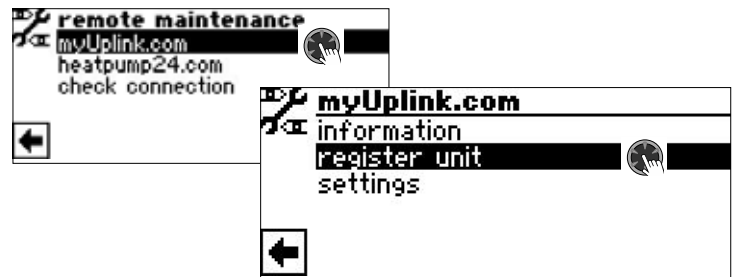 remote maintenance
myUplink.com
heatpump24.com
check connection
myUplink.com
information
register unit
settings